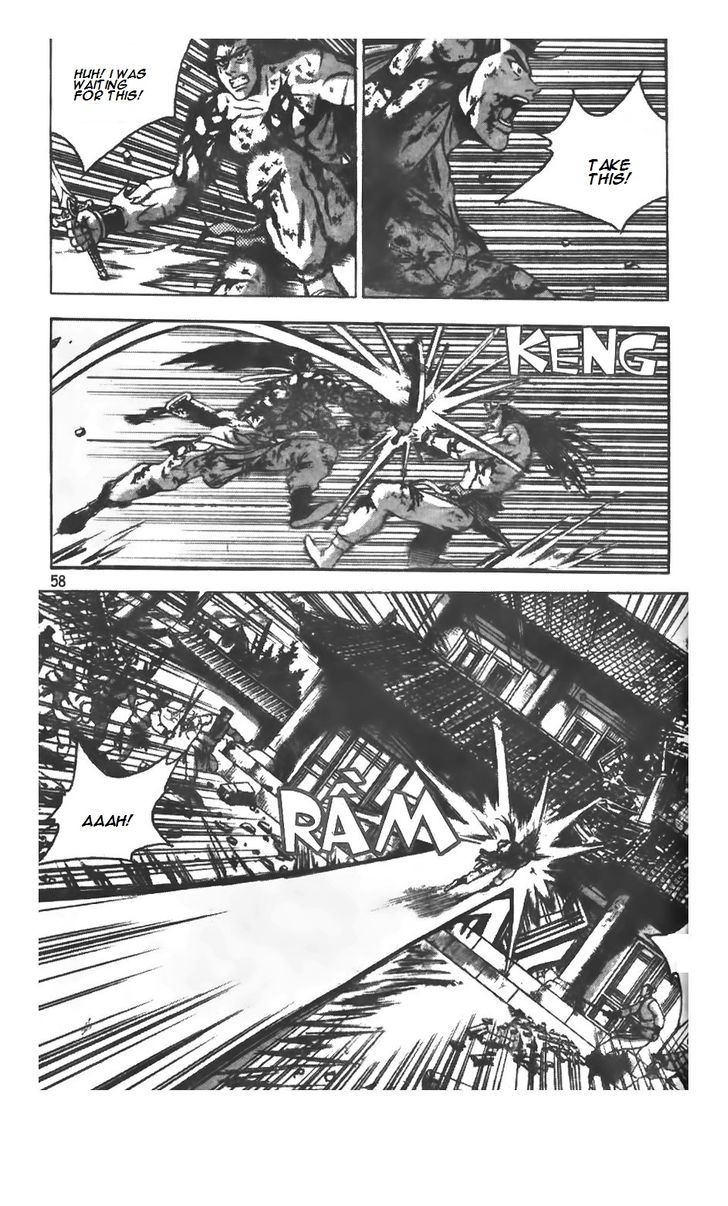 HUH! I WAS
WAITING
FOR THIS!
TAKE
THIS!
KENG
58
AAAH!
RẦM